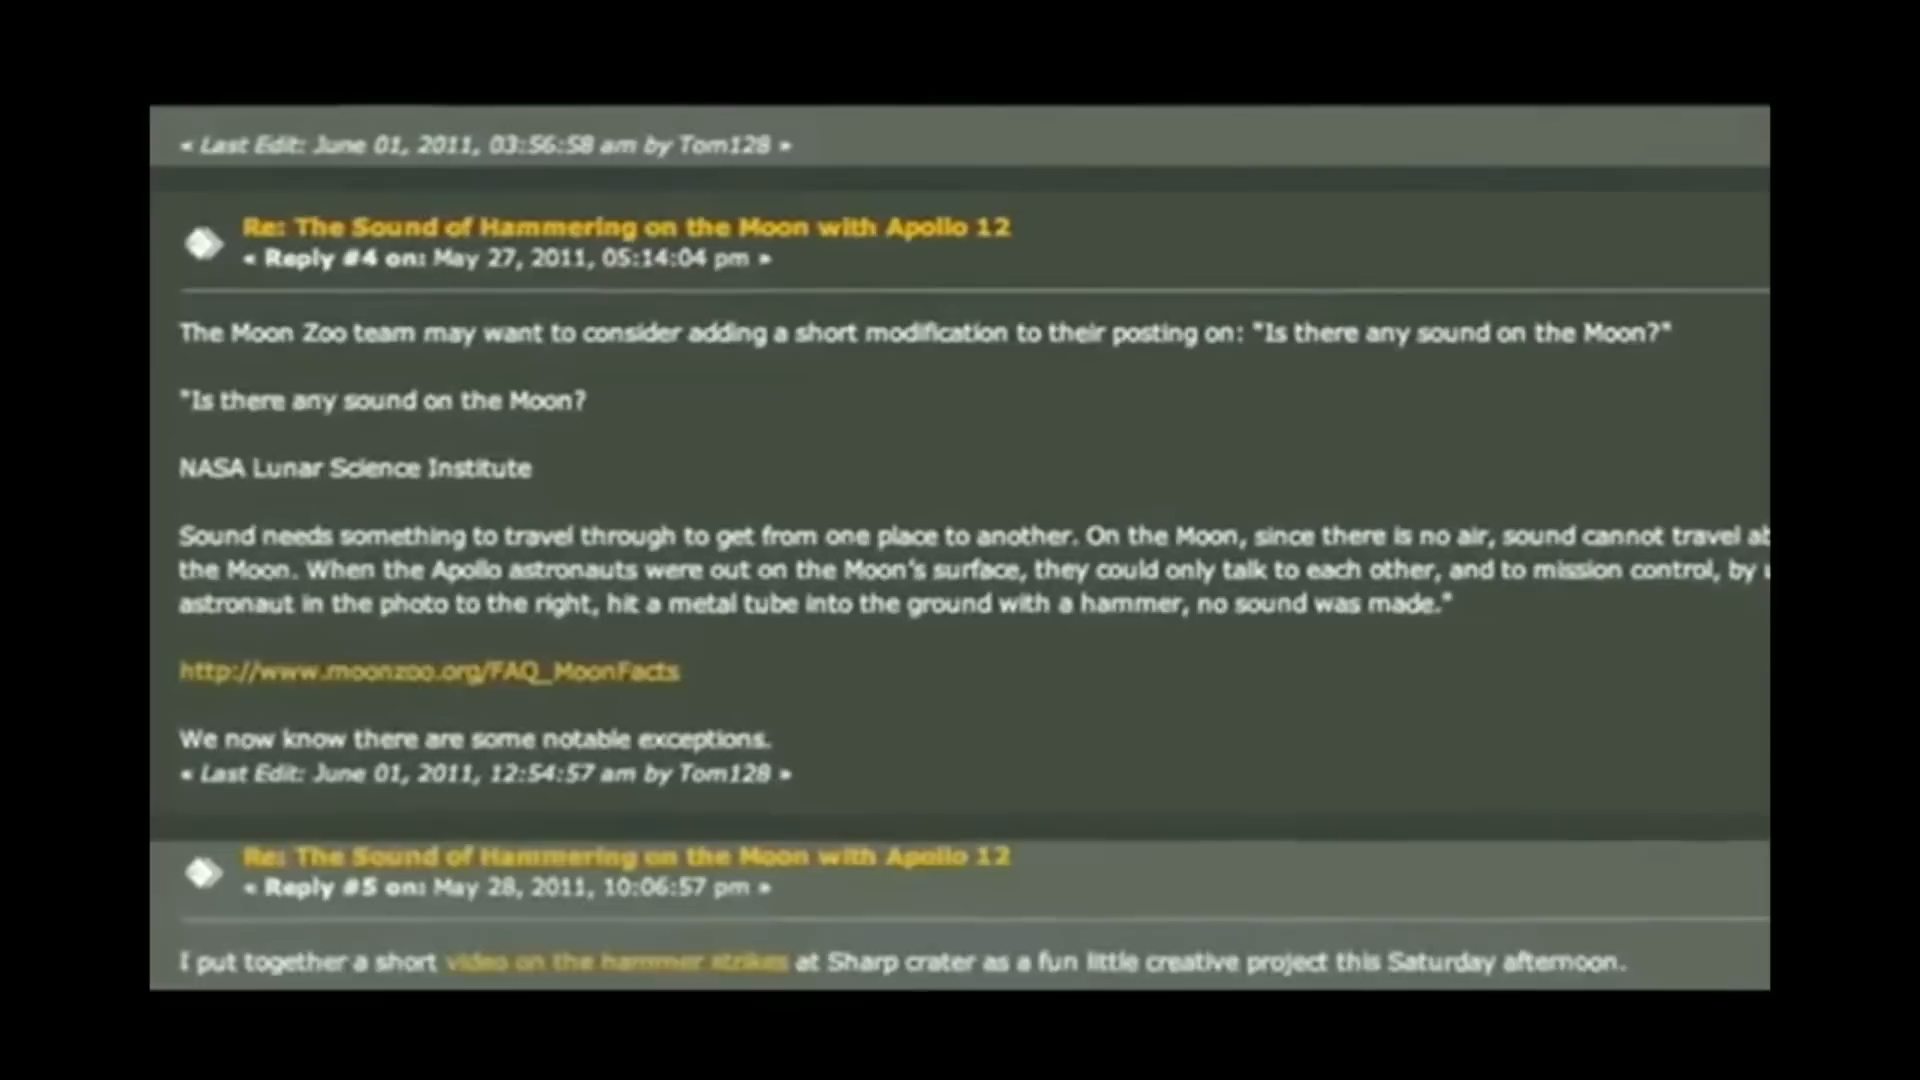 « Last Edit: June 01, 2011, 03:56:58 am by Tom128 »
Re: The Sound of Hammering on the Moon with Apollo 12
« Reply #4 on: May 27, 2011, 05:14:04 pm »
The Moon Zoo team may want to consider adding a short modification to their posting on: "Is there any sound on the Moon?"
"Is there any sound on the Moon?
NASA Lunar Science Institute
Sound needs something to travel through to get from one place to another. On the Moon, since there is no air, sound cannot travel
the Moon. When the Apollo astronauts were out on the Moon's surface, they could only talk to each other, and to mission control, by
astronaut in the photo to the right, hit a metal tube into the ground with a hammer, no sound was made."
http://www.moonzoo.org/FAQ_MoonFacts
We now know there are some notable exceptions.
« Last Edit: June 01, 2011, 12:54:57 am by Tom128 »
Re: The Sound of Hammering on the Moon with Apollo 12
« Reply #5 on: May 28, 2011, 10:06:57 pm »
I put together a short video on the hammer strikes at Sharp crater as a fun little creative project this Saturday afternoon.